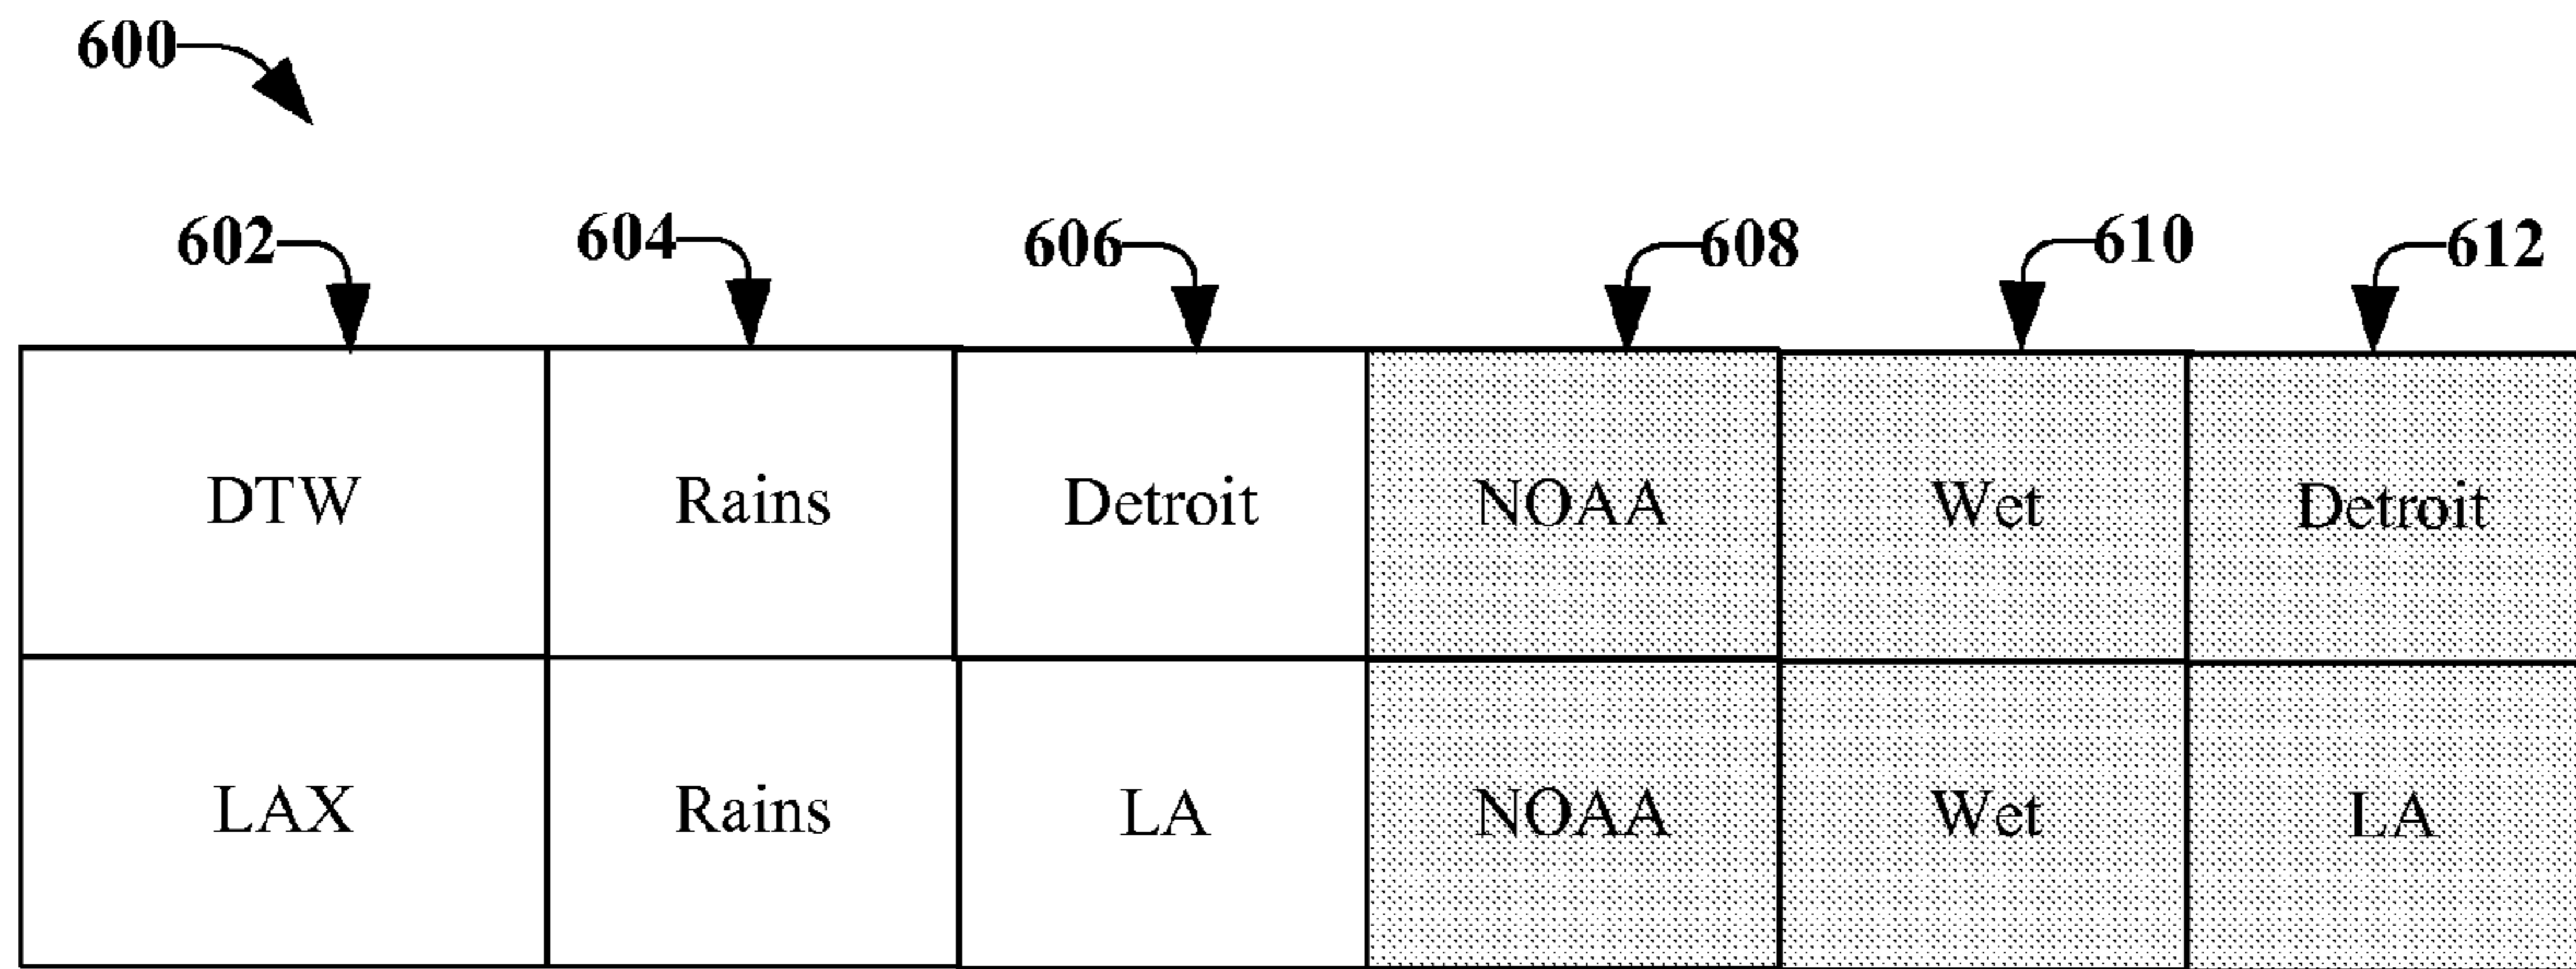 600
602 604 606 608 610 612
DTW Rains Detroit NOAA Wet Detroit
LAX Rains LA NOAA Wet LA